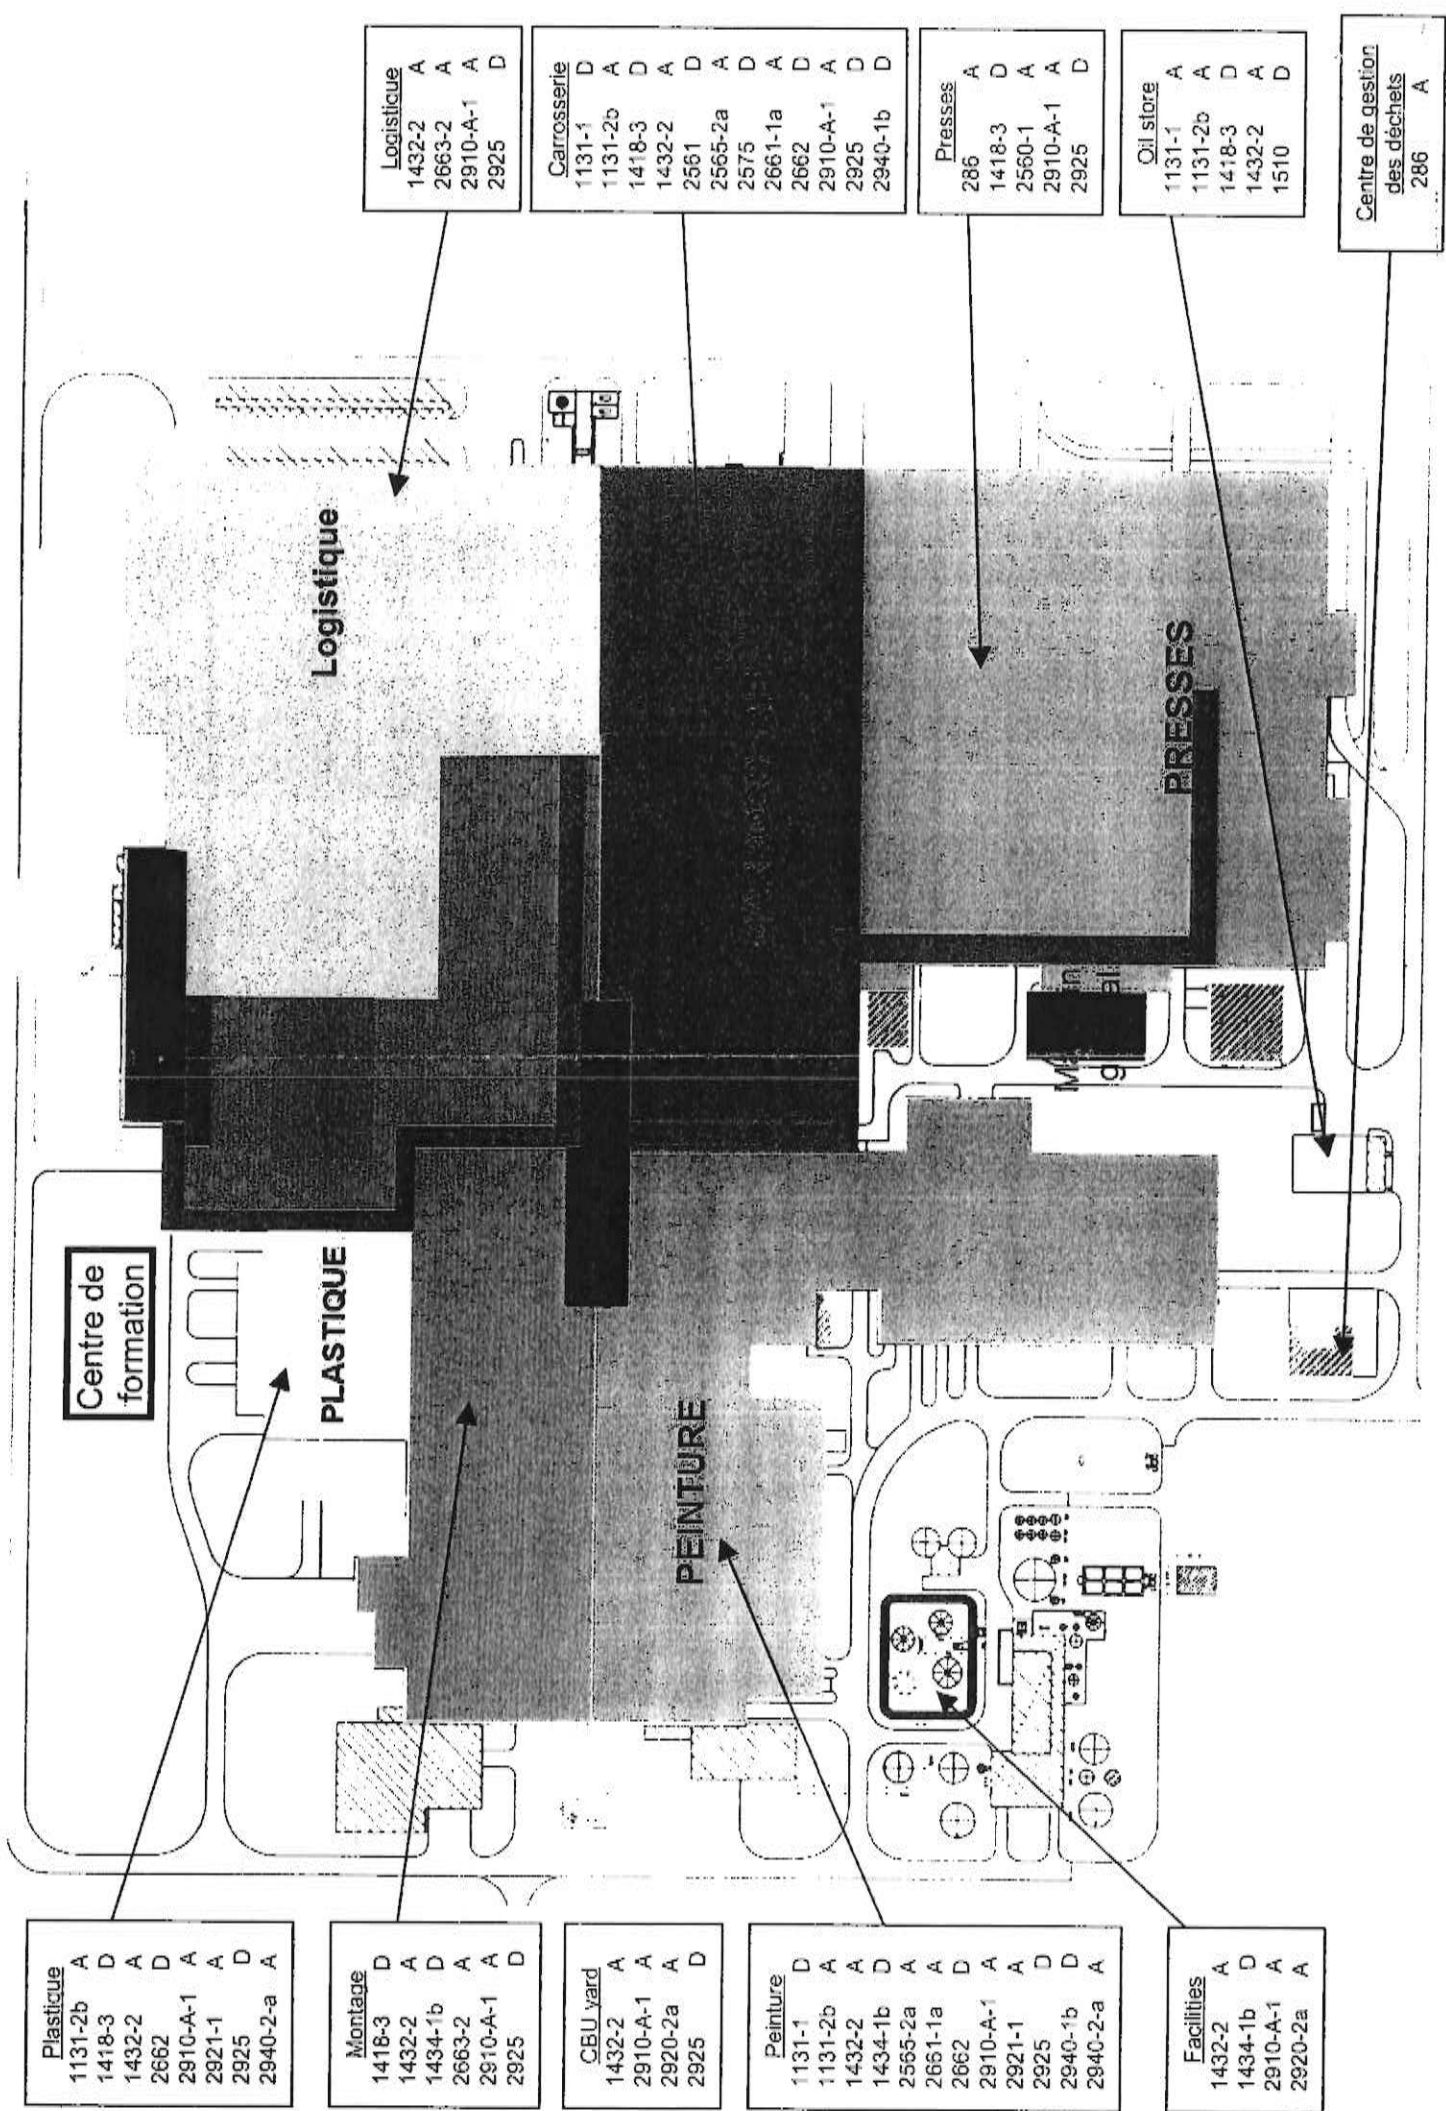 Plastique
1131-2b A
1418-3 D
1432-2 A
2662 D
2910-A-1 A
2921-1 A
2925 D
2940-2-a A
Montage
1418-3 D
1432-2 A
1434-1b D
2663-2 A
2910-A-1 A
2925 D
CBU yard
1432-2 A
2910-A-1 A
2920-2a A
2925 D
Peinture
1131-1 D
1131-2b A
1432-2 A
1434-1b D
2565-2a A
2661-1a A
2662 D
2910-A-1 A
2921-1 A
2925 D
2940-1b D
2940-2-a A
Facilities
1432-2 A
1434-1b D
2910-A-1 A
2920-2a A
Centre de
formation
PLASTIQUE
PEINTURE
Logistique
PRESSES
Logistique
1432-2 A
2663-2 A
2910-A-1 A
2925 D
Carrosserie
1131-1 D
1131-2b A
1418-3 D
1432-2 A
2561 D
2565-2a A
2575 D
2661-1a A
2662 D
2910-A-1 A
2925 D
2940-1b D
Presses
286 A
1418-3 D
2560-1 A
2910-A-1 A
2925 D
Oil store
1131-1 A
1131-2b A
1418-3 D
1432-2 A
1510 D
Centre de gestion
des déchets
286 A